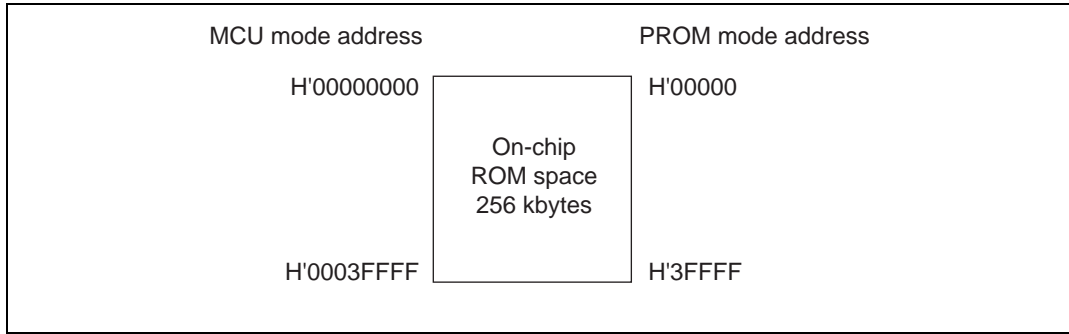 MCU mode address PROM mode address
H'00000000 H'00000
On-chip
ROM space
256 kbytes
H'0003FFFF H'3FFFF